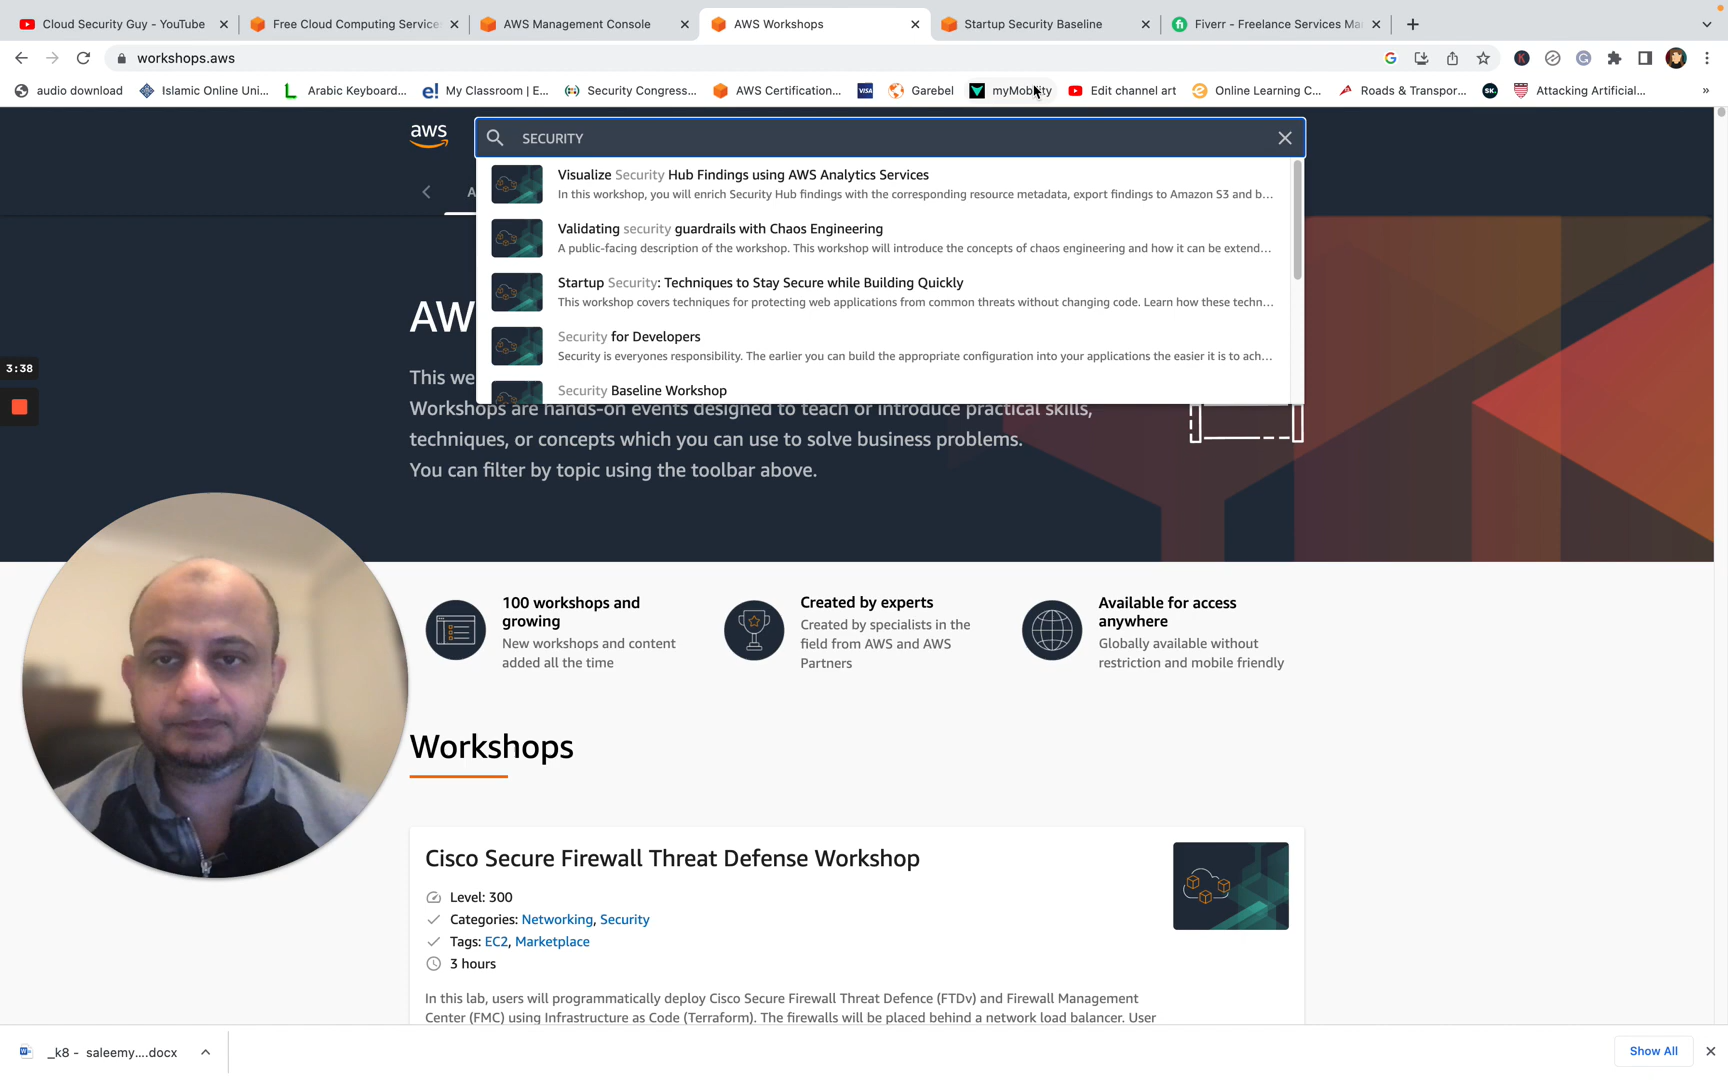 Cloud Security Guy - YouTube
Free Cloud Computing Service
AWS Management Console
AWS Workshops
Startup Security Baseline
Fiverr - Freelance Services Ma
workshops.aws
audio download
Islamic Online Uni...
Arabic Keyboard...
My Classroom | E...
Security Congress...
AWS Certification...
VISA
Garebel
myMobility
Edit channel art
Online Learning C...
Roads & Transpor...
SK.
Attacking Artificial...
»
aws
SECURITY
A
Visualize Security Hub Findings using AWS Analytics Services
In this workshop, you will enrich Security Hub findings with the corresponding resource metadata, export findings to Amazon S3 and b...
Validating security guardrails with Chaos Engineering
A public-facing description of the workshop. This workshop will introduce the concepts of chaos engineering and how it can be extend...
Startup Security: Techniques to Stay Secure while Building Quickly
This workshop covers techniques for protecting web applications from common threats without changing code. Learn how these techn...
Security for Developers
Security is everyones responsibility. The earlier you can build the appropriate configuration into your applications the easier it is to ach...
Security Baseline Workshop
AW
3:38
This we
Workshops are hands-on events designed to teach or introduce practical skills,
techniques, or concepts which you can use to solve business problems.
You can filter by topic using the toolbar above.
100 workshops and
growing
New workshops and content
added all the time
Created by experts
Created by specialists in the
field from AWS and AWS
Partners
Available for access
anywhere
Globally available without
restriction and mobile friendly
Workshops
Cisco Secure Firewall Threat Defense Workshop
Level: 300
Categories: Networking, Security
Tags: EC2, Marketplace
3 hours
In this lab, users will programmatically deploy Cisco Secure Firewall Threat Defence (FTDv) and Firewall Management
Center (FMC) using Infrastructure as Code (Terraform). The firewalls will be placed behind a network load balancer. User
_k8 - saleemy....docx
Show All